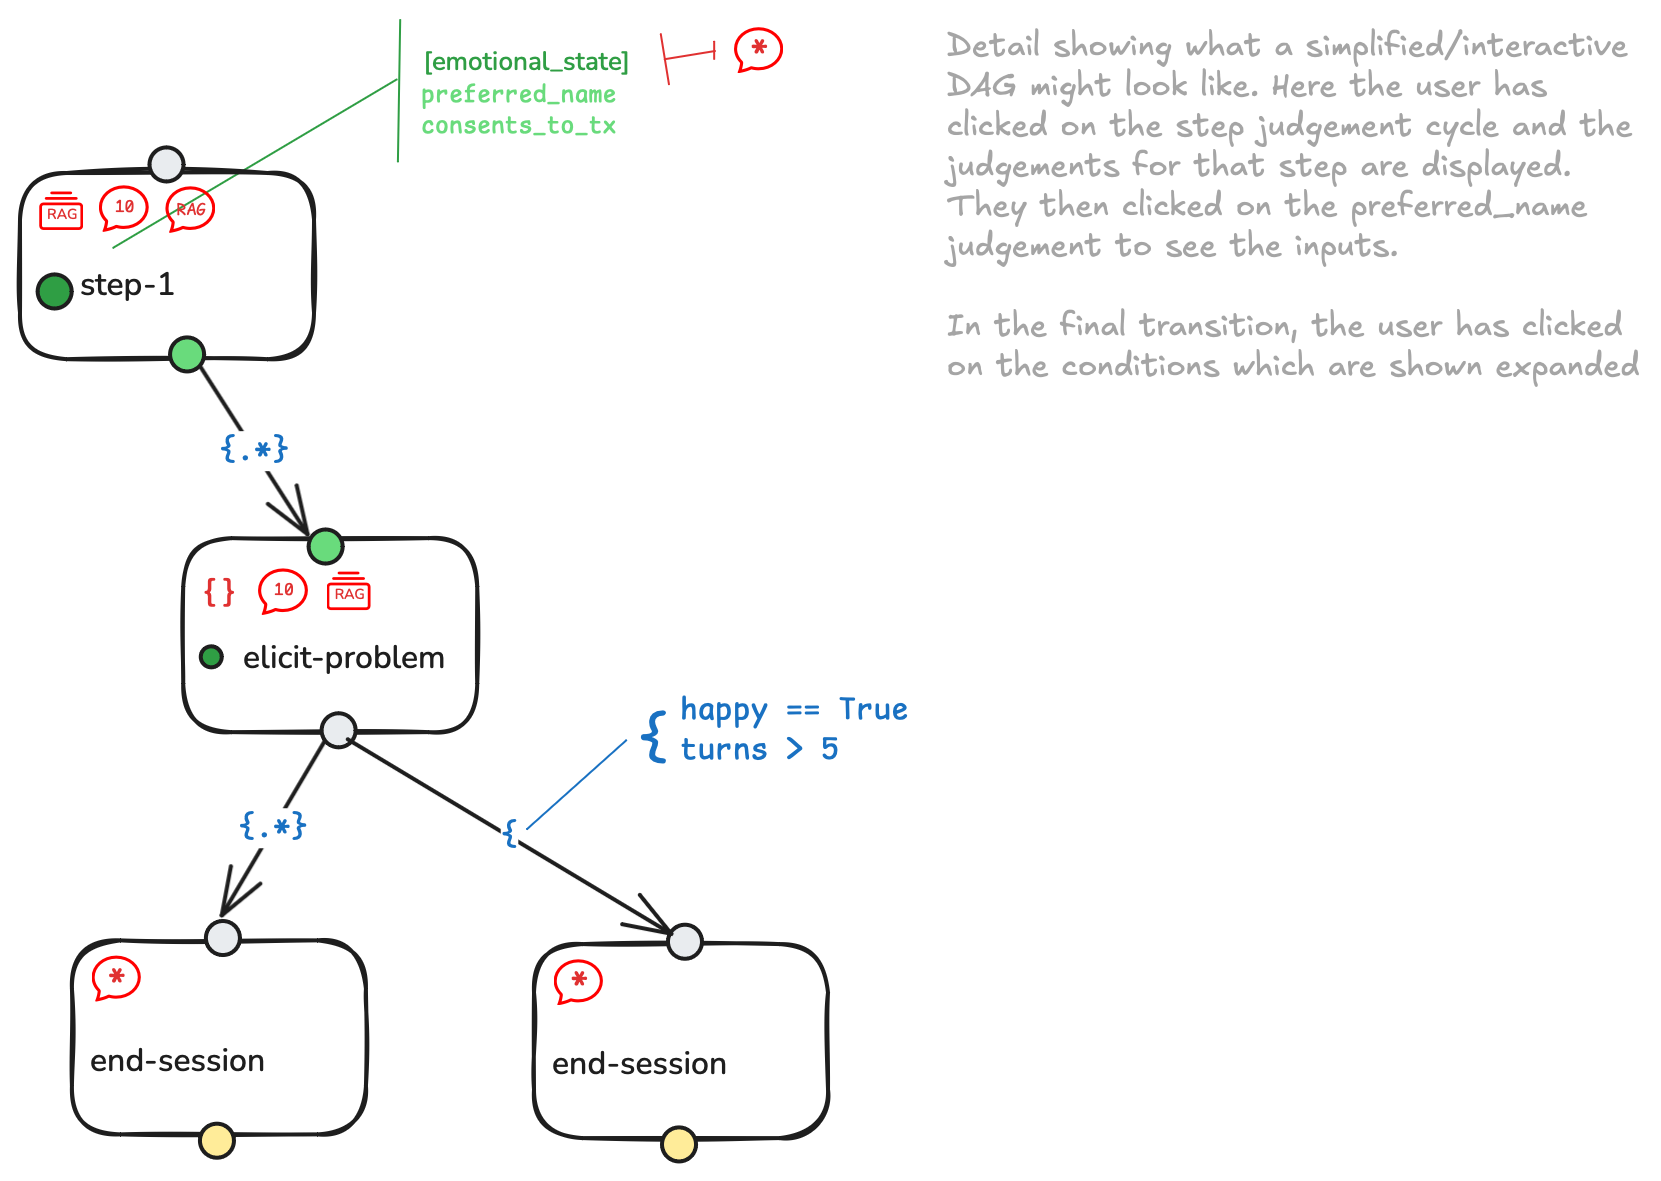 [emotional_state]
preferred_name
consents_to_tx
*
Detail showing what a simplified/interactive
DAG might look like. Here the user has
clicked on the step judgement cycle and the
judgements for that step are displayed.
They then clicked on the preferred_name
judgement to see the inputs.
In the final transition, the user has clicked
on the conditions which are shown expanded
RAG 10 RAG
step-1
{.*}
{} 10 RAG
elicit-problem
{ happy == True
turns > 5
{.*}
{
*
end-session
*
end-session